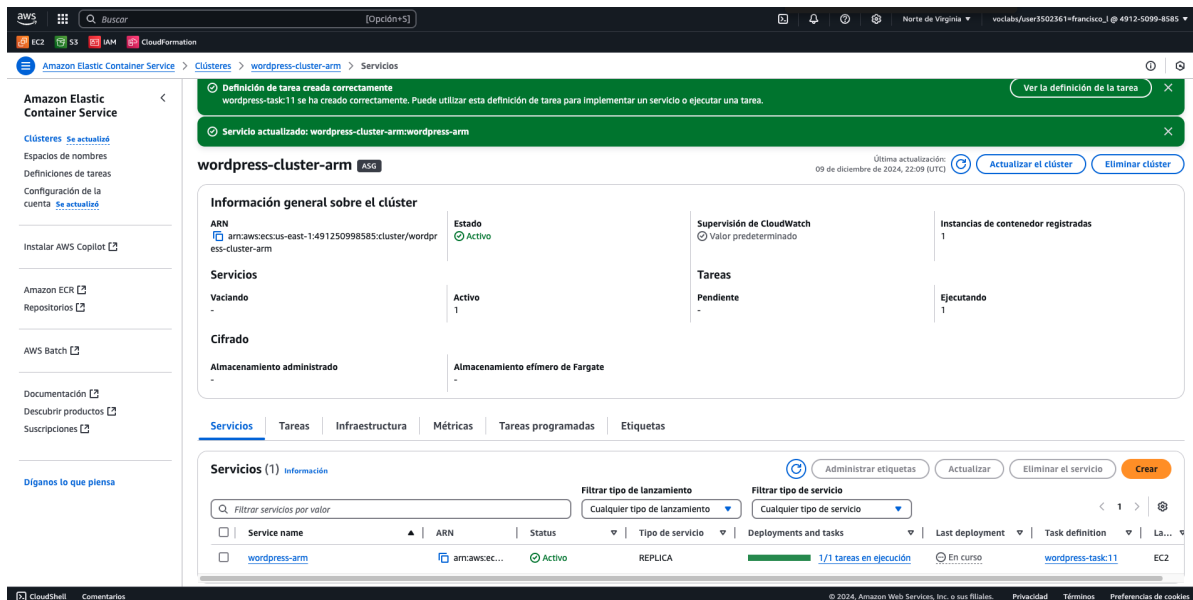 aws
Buscar
[Opción+S]
Norte de Virginia
voclabs/user3502361=francisco_l @ 4912-5099-8585
EC2 S3 IAM CloudFormation
Amazon Elastic Container Service > Clústeres > wordpress-cluster-arm > Servicios
Amazon Elastic
Container Service
Clústeres Se actualizó
Espacios de nombres
Definiciones de tareas
Configuración de la
cuenta Se actualizó
Instalar AWS Copilot
Amazon ECR
Repositorios
AWS Batch
Documentación
Descubrir productos
Suscripciones
Díganos lo que piensa
Definición de tarea creada correctamente
wordpress-task:11 se ha creado correctamente. Puede utilizar esta definición de tarea para implementar un servicio o ejecutar una tarea.
Ver la definición de la tarea
Servicio actualizado: wordpress-cluster-arm:wordpress-arm
wordpress-cluster-arm ASG
Última actualización:
09 de diciembre de 2024, 22:09 (UTC)
Actualizar el clúster
Eliminar clúster
Información general sobre el clúster
ARN
arn:aws:ecs:us-east-1:491250998585:cluster/wordpr
ess-cluster-arm
Estado
Activo
Supervisión de CloudWatch
Valor predeterminado
Instancias de contenedor registradas
1
Servicios
Tareas
Vaciando
-
Activo
1
Pendiente
-
Ejecutando
1
Cifrado
Almacenamiento administrado
-
Almacenamiento efímero de Fargate
-
Servicios Tareas Infraestructura Métricas Tareas programadas Etiquetas
Servicios (1) Información
Administrar etiquetas
Actualizar
Eliminar el servicio
Crear
Filtrar tipo de lanzamiento
Filtrar tipo de servicio
Filtrar servicios por valor
Cualquier tipo de lanzamiento
Cualquier tipo de servicio
< 1 >
Service name ARN Status Tipo de servicio Deployments and tasks Last deployment Task definition La...
wordpress-arm arn:aws:ec... Activo REPLICA 1/1 tareas en ejecución En curso wordpress-task:11 EC2
CloudShell Comentarios
© 2024, Amazon Web Services, Inc. o sus filiales. Privacidad Términos Preferencias de cookies